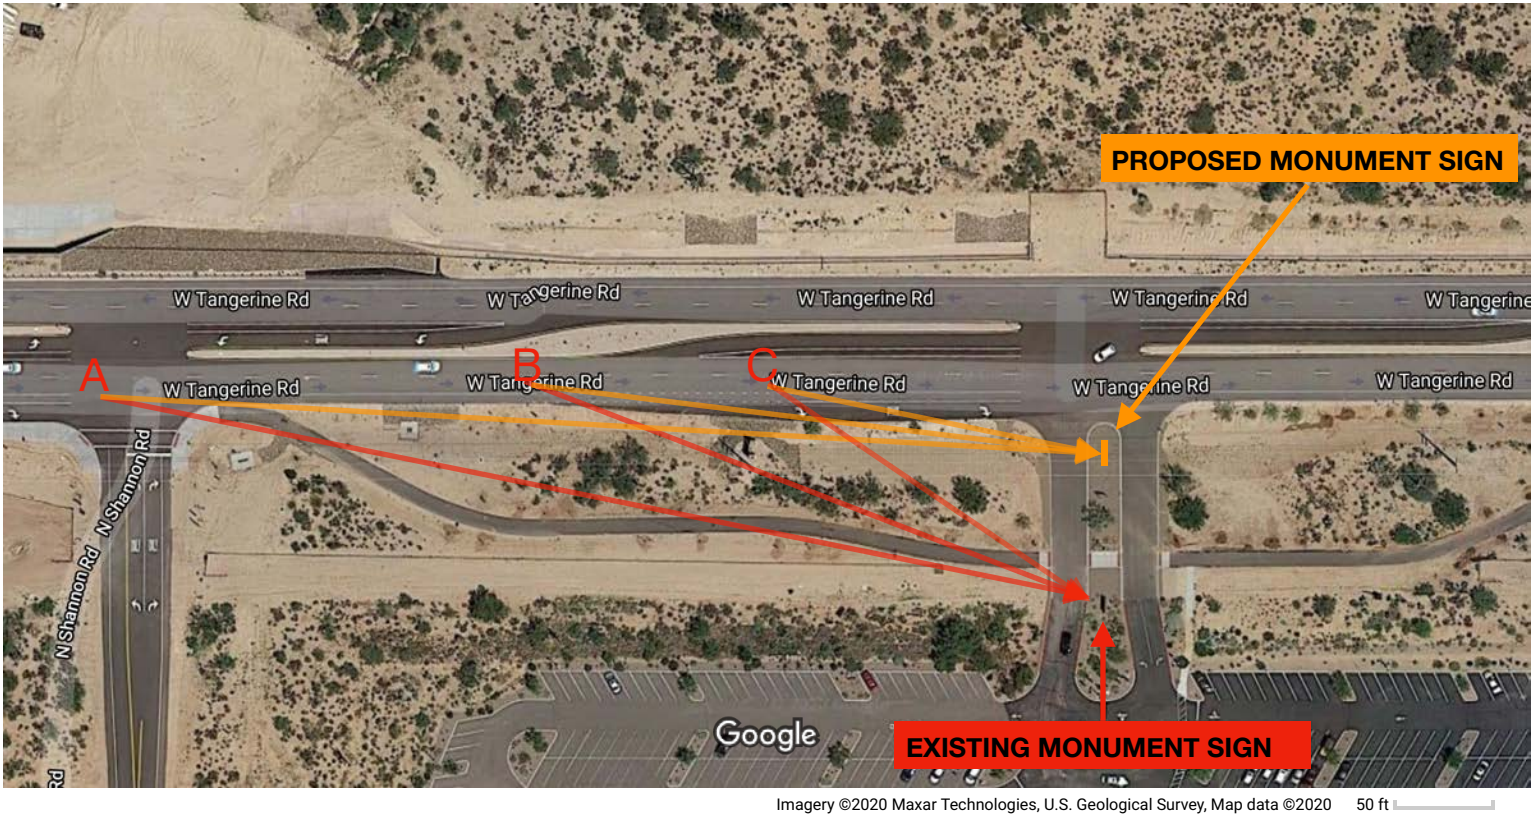 PROPOSED MONUMENT SIGN
W Tangerine Rd
W Tangerine Rd
W Tangerine Rd
W Tangerine Rd
W Tangerine
A
B
C
W Tangerine Rd
W Tangerine Rd
W Tangerine Rd
W Tangerine Rd
W Tangerine Rd
N Shannon Rd
N Shannon Rd
Rd
Google
EXISTING MONUMENT SIGN
Imagery ©2020 Maxar Technologies, U.S. Geological Survey, Map data ©2020 50 ft